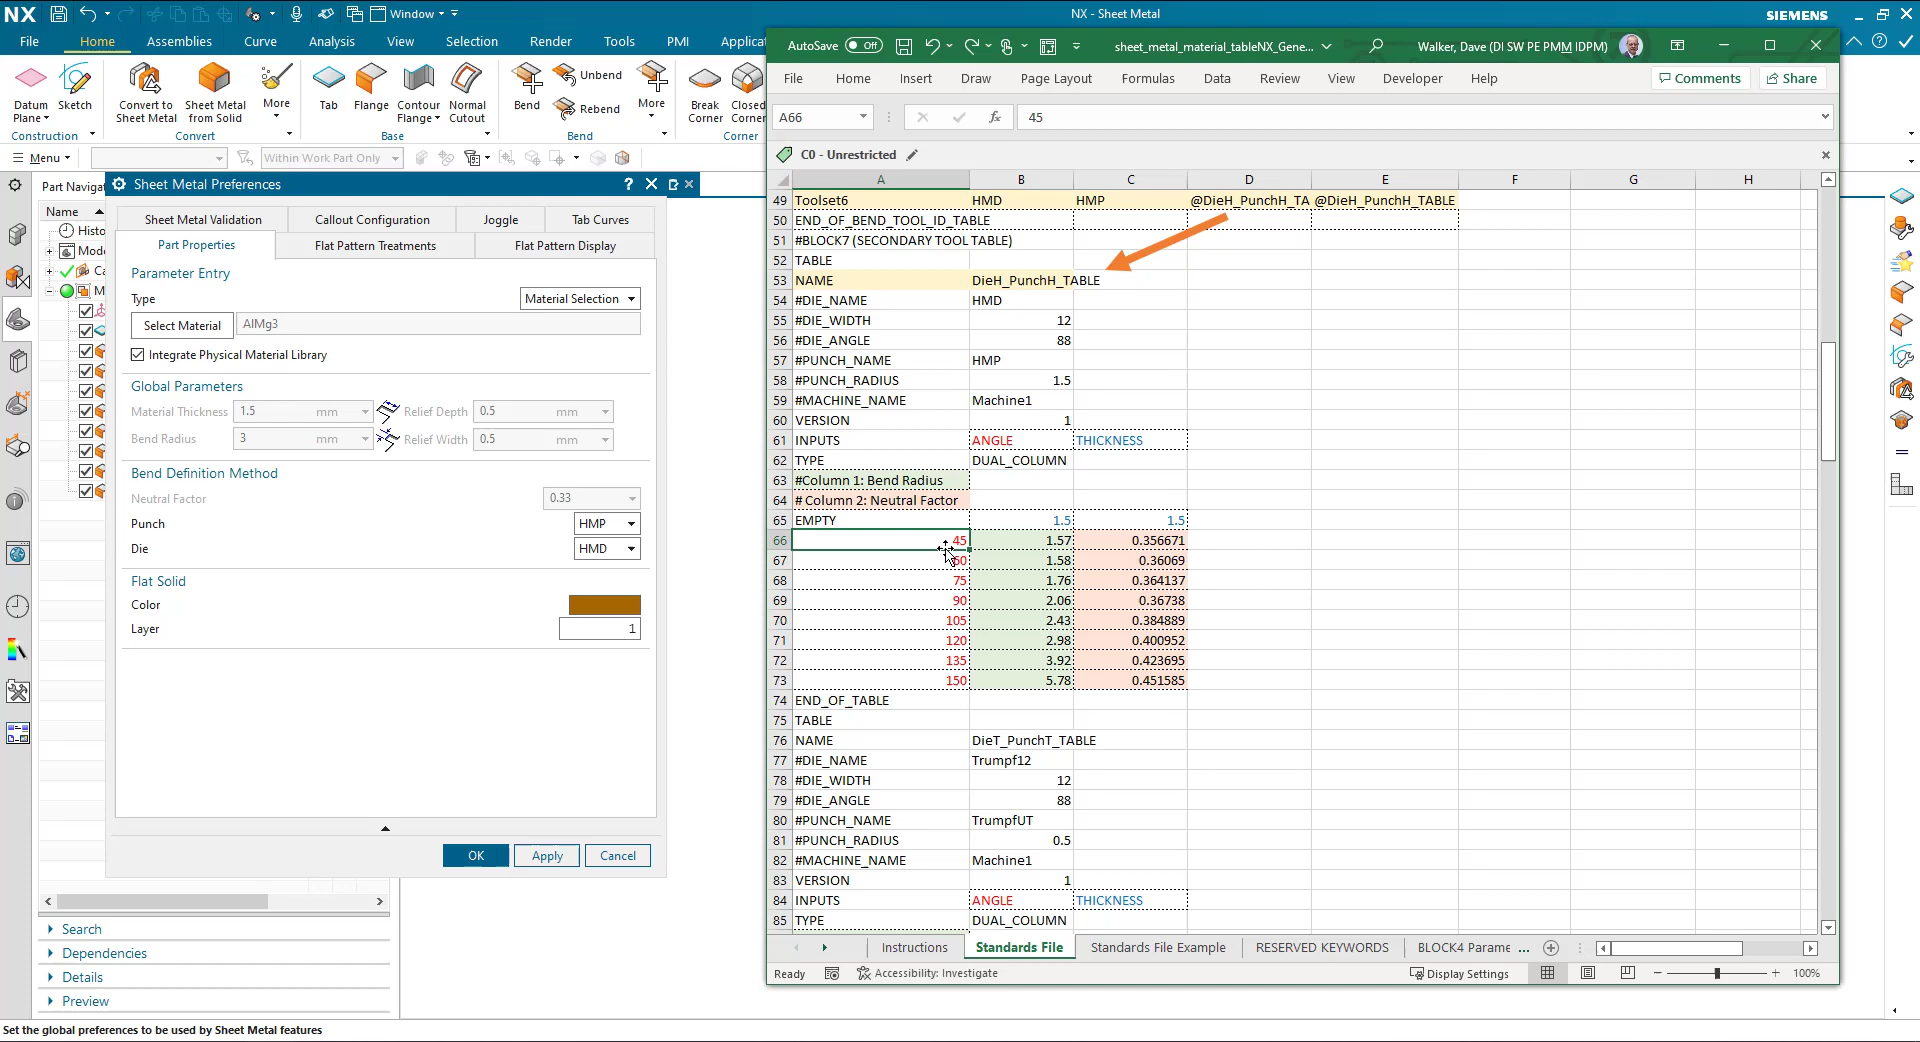 NX
Window
NX - Sheet Metal
SIEMENS
File
Home
Assemblies
Curve
Analysis
View
Selection
Render
Tools
PMI
Applicat
Datum Plane
Sketch
Construction
Convert to Sheet Metal
Sheet Metal from Solid
More
Convert
Tab
Flange
Contour Flange
Normal Cutout
Base
Bend
Unbend
Rebend
More
Bend
Break Corner
Closed Corner
Corner
Menu
Within Work Part Only
Part Naviga
Name
Histo
Mode
Ca
M
Sheet Metal Preferences
Sheet Metal Validation
Callout Configuration
Joggle
Tab Curves
Part Properties
Flat Pattern Treatments
Flat Pattern Display
Parameter Entry
Type
Material Selection
Select Material
AlMg3
Integrate Physical Material Library
Global Parameters
Material Thickness 1.5 mm
Relief Depth 0.5 mm
Bend Radius 3 mm
Relief Width 0.5 mm
Bend Definition Method
Neutral Factor 0.33
Punch HMP
Die HMD
Flat Solid
Color
Layer 1
OK
Apply
Cancel
Search
Dependencies
Details
Preview
Set the global preferences to be used by Sheet Metal features
AutoSave Off
sheet_metal_material_tableNX_Gene...
Walker, Dave (DI SW PE PMM IDPM)
File
Home
Insert
Draw
Page Layout
Formulas
Data
Review
View
Developer
Help
Comments
Share
A66
fx
45
C0 - Unrestricted
A B C D E F G H
49 Toolset6 HMD HMP @DieH_PunchH_TA @DieH_PunchH_TABLE
50 END_OF_BEND_TOOL_ID_TABLE
51 #BLOCK7 (SECONDARY TOOL TABLE)
52 TABLE
53 NAME DieH_PunchH_TABLE
54 #DIE_NAME HMD
55 #DIE_WIDTH 12
56 #DIE_ANGLE 88
57 #PUNCH_NAME HMP
58 #PUNCH_RADIUS 1.5
59 #MACHINE_NAME Machine1
60 VERSION 1
61 INPUTS ANGLE THICKNESS
62 TYPE DUAL_COLUMN
63 #Column 1: Bend Radius
64 # Column 2: Neutral Factor
65 EMPTY 1.5 1.5
66 45 1.57 0.356671
67 60 1.58 0.36069
68 75 1.76 0.364137
69 90 2.06 0.36738
70 105 2.43 0.384889
71 120 2.98 0.400952
72 135 3.92 0.423695
73 150 5.78 0.451585
74 END_OF_TABLE
75 TABLE
76 NAME DieT_PunchT_TABLE
77 #DIE_NAME Trumpf12
78 #DIE_WIDTH 12
79 #DIE_ANGLE 88
80 #PUNCH_NAME TrumpfUT
81 #PUNCH_RADIUS 0.5
82 #MACHINE_NAME Machine1
83 VERSION 1
84 INPUTS ANGLE THICKNESS
85 TYPE DUAL_COLUMN
Instructions
Standards File
Standards File Example
RESERVED KEYWORDS
BLOCK4 Parame ...
Ready
Accessibility: Investigate
Display Settings
100%